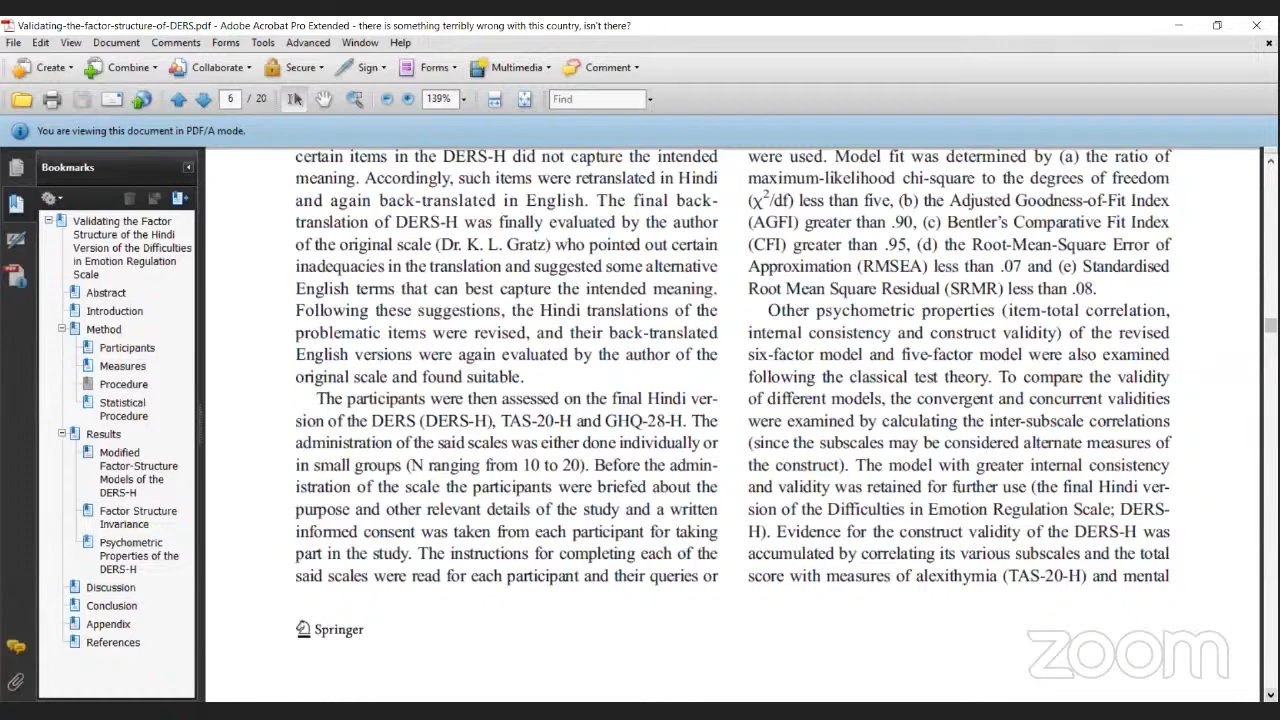 Validating-the-factor-structure-of-DERS.pdf - Adobe Acrobat Pro Extended - there is something terribly wrong with this country, isn't there?
File Edit View Document Comments Forms Tools Advanced Window Help
Create Combine Collaborate Secure Sign Forms Multimedia Comment
6 / 20 139% Find
You are viewing this document in PDF/A mode.
Bookmarks
Validating the Factor
Structure of the Hindi
Version of the Difficulties
in Emotion Regulation
Scale
Abstract
Introduction
Method
Participants
Measures
Procedure
Statistical
Procedure
Results
Modified
Factor-Structure
Models of the
DERS-H
Factor Structure
Invariance
Psychometric
Properties of the
DERS-H
Discussion
Conclusion
Appendix
References
certain items in the DERS-H did not capture the intended
meaning. Accordingly, such items were retranslated in Hindi
and again back-translated in English. The final back-
translation of DERS-H was finally evaluated by the author
of the original scale (Dr. K. L. Gratz) who pointed out certain
inadequacies in the translation and suggested some alternative
English terms that can best capture the intended meaning.
Following these suggestions, the Hindi translations of the
problematic items were revised, and their back-translated
English versions were again evaluated by the author of the
original scale and found suitable.
The participants were then assessed on the final Hindi ver-
sion of the DERS (DERS-H), TAS-20-H and GHQ-28-H. The
administration of the said scales was either done individually or
in small groups (N ranging from 10 to 20). Before the admin-
istration of the scale the participants were briefed about the
purpose and other relevant details of the study and a written
informed consent was taken from each participant for taking
part in the study. The instructions for completing each of the
said scales were read for each participant and their queries or
were used. Model fit was determined by (a) the ratio of
maximum-likelihood chi-square to the degrees of freedom
(χ²/df) less than five, (b) the Adjusted Goodness-of-Fit Index
(AGFI) greater than .90, (c) Bentler's Comparative Fit Index
(CFI) greater than .95, (d) the Root-Mean-Square Error of
Approximation (RMSEA) less than .07 and (e) Standardised
Root Mean Square Residual (SRMR) less than .08.
Other psychometric properties (item-total correlation,
internal consistency and construct validity) of the revised
six-factor model and five-factor model were also examined
following the classical test theory. To compare the validity
of different models, the convergent and concurrent validities
were examined by calculating the inter-subscale correlations
(since the subscales may be considered alternate measures of
the construct). The model with greater internal consistency
and validity was retained for further use (the final Hindi ver-
sion of the Difficulties in Emotion Regulation Scale; DERS-
H). Evidence for the construct validity of the DERS-H was
accumulated by correlating its various subscales and the total
score with measures of alexithymia (TAS-20-H) and mental
Springer
zoom